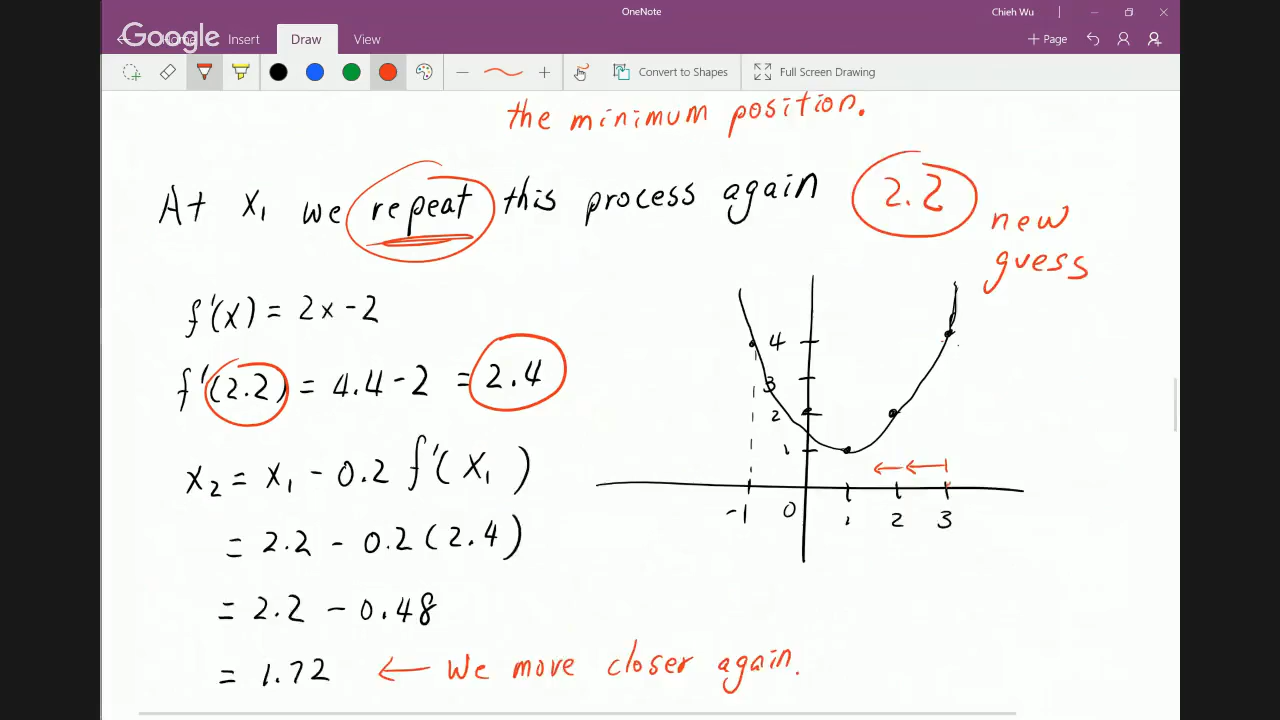 OneNote
Chieh Wu
Google
Home
Insert
Draw
View
+ Page
Convert to Shapes
Full Screen Drawing
the minimum position.
At x₁ we repeat this process again
2.2
new
guess
f'(x) = 2x - 2
f'(2.2) = 4.4 - 2 = 2.4
x₂ = x₁ - 0.2 f'(x₁)
= 2.2 - 0.2(2.4)
= 2.2 - 0.48
= 1.72 ← We move closer again.
4
3
2
1
-1 0 1 2 3